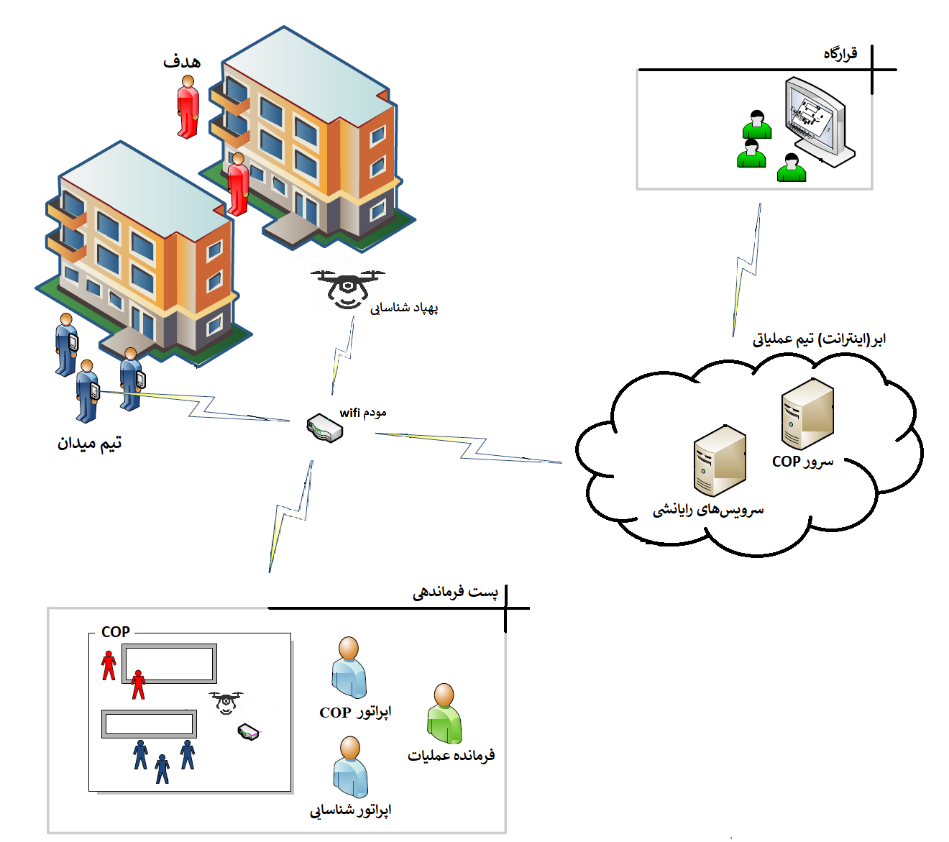 قرارگاه
هدف
پهپاد شناسایی
ابر(اینترانت) تیم عملیاتی
مودم wifi
تیم میدان
سرور COP
سرویس‌های رایانشی
پست فرماندهی
COP
اپراتور COP
فرمانده عملیات
اپراتور شناسایی